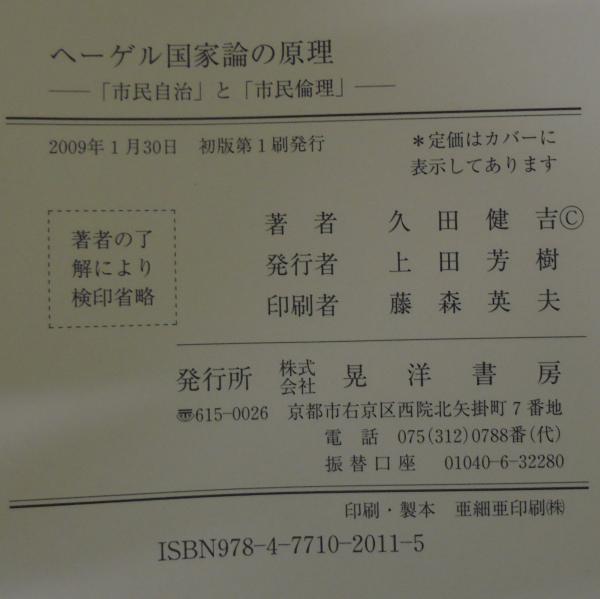 ヘーゲル国家論の原理
──「市民自治」と「市民倫理」──
2009年1月30日 初版第1刷発行
＊定価はカバーに
表示してあります
著者の了
解により
検印省略
著者 久田健吉©
発行者 上田芳樹
印刷者 藤森英夫
発行所 株式会社 晃洋書房
〠615-0026 京都市右京区西院北矢掛町7番地
電話 075(312)0788番(代)
振替口座 01040-6-32280
印刷・製本 亜細亜印刷㈱
ISBN978-4-7710-2011-5